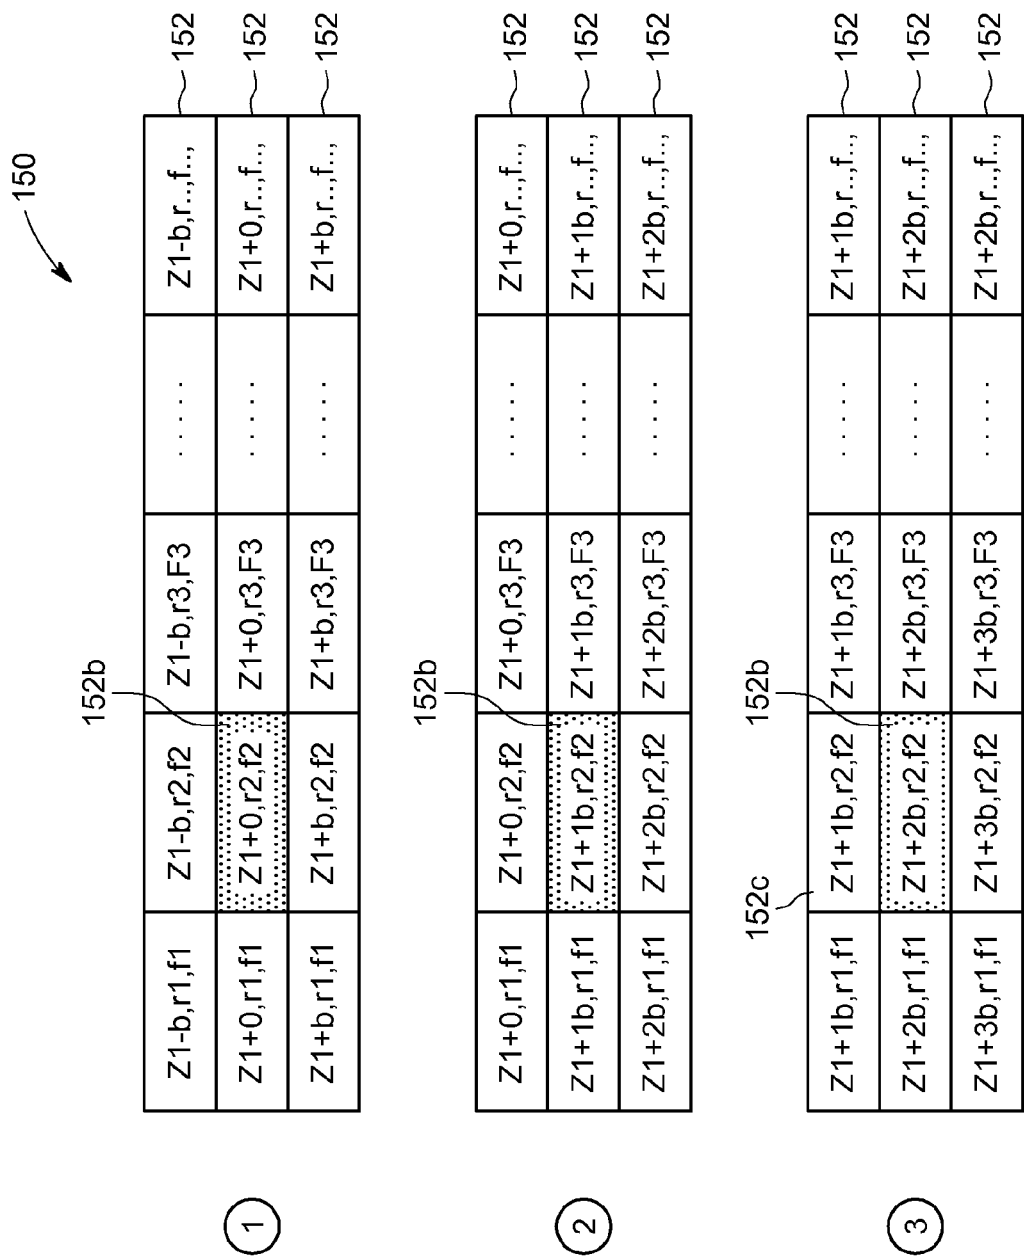 150
152b
Z1-b,r1,f1 Z1-b,r2,f2 Z1-b,r3,F3 ..... Z1-b,r..,f.., 152
1 Z1+0,r1,f1 Z1+0,r2,f2 Z1+0,r3,F3 ..... Z1+0,r..,f.., 152
Z1+b,r1,f1 Z1+b,r2,f2 Z1+b,r3,F3 ..... Z1+b,r..,f.., 152
152b
Z1+0,r1,f1 Z1+0,r2,f2 Z1+0,r3,F3 ..... Z1+0,r..,f.., 152
2 Z1+1b,r1,f1 Z1+1b,r2,f2 Z1+1b,r3,F3 ..... Z1+1b,r..,f.., 152
Z1+2b,r1,f1 Z1+2b,r2,f2 Z1+2b,r3,F3 ..... Z1+2b,r..,f.., 152
152c 152b
Z1+1b,r1,f1 Z1+1b,r2,f2 Z1+1b,r3,F3 ..... Z1+1b,r..,f.., 152
3 Z1+2b,r1,f1 Z1+2b,r2,f2 Z1+2b,r3,F3 ..... Z1+2b,r..,f.., 152
Z1+3b,r1,f1 Z1+3b,r2,f2 Z1+3b,r3,F3 ..... Z1+2b,r..,f.., 152